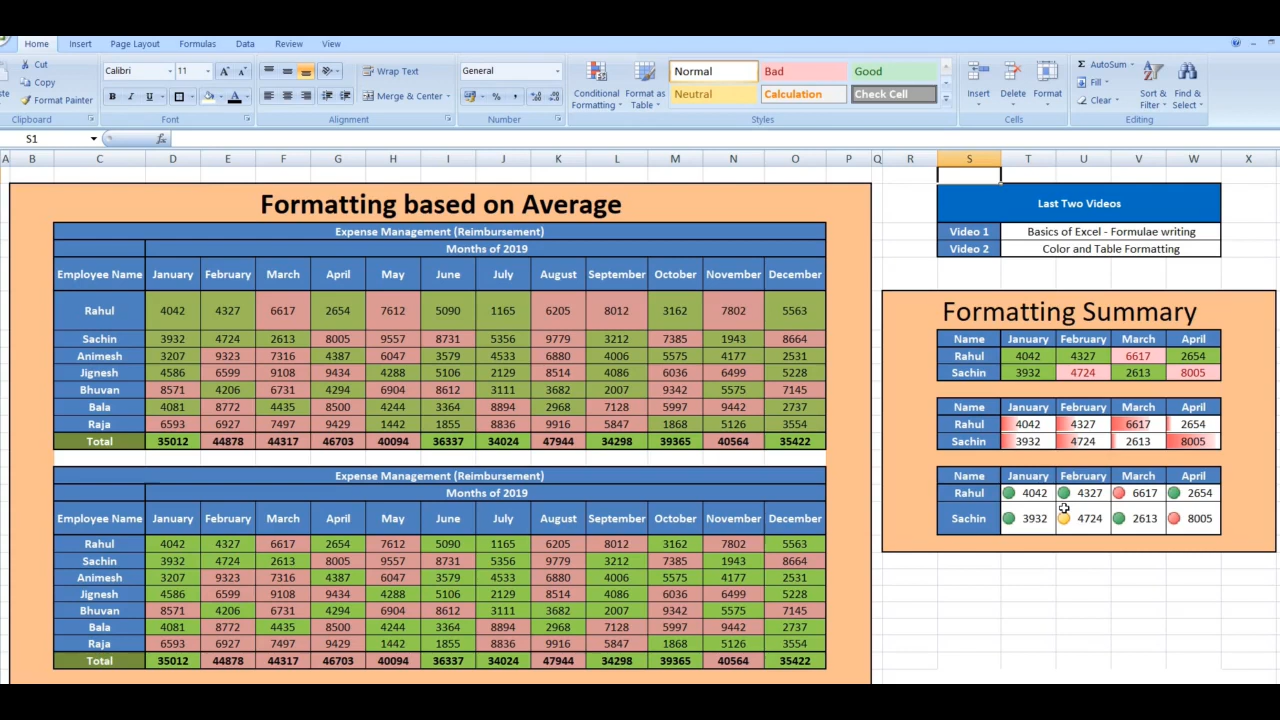 Home Insert Page Layout Formulas Data Review View
Cut
Copy
Format Painter
Clipboard
Calibri 11
B I U
Font
Wrap Text
Merge & Center
Alignment
General
Number
Conditional Formatting
Format as Table
Normal Bad Good
Neutral Calculation Check Cell
Styles
Insert Delete Format
Cells
AutoSum
Fill
Clear
Sort & Filter
Find & Select
Editing
S1 fx
A B C D E F G H I J K L M N O P Q R S T U V W X
Formatting based on Average
Expense Management (Reimbursement)
Months of 2019
Employee Name January February March April May June July August September October November December
Rahul 4042 4327 6617 2654 7612 5090 1165 6205 8012 3162 7802 5563
Sachin 3932 4724 2613 8005 9557 8731 5356 9779 3212 7385 1943 8664
Animesh 3207 9323 7316 4387 6047 3579 4533 6880 4006 5575 4177 2531
Jignesh 4586 6599 9108 9434 4288 5106 2129 8514 4086 6036 6499 5228
Bhuvan 8571 4206 6731 4294 6904 8612 3111 3682 2007 9342 5575 7145
Bala 4081 8772 4435 8500 4244 3364 8894 2968 7128 5997 9442 2737
Raja 6593 6927 7497 9429 1442 1855 8836 9916 5847 1868 5126 3554
Total 35012 44878 44317 46703 40094 36337 34024 47944 34298 39365 40564 35422
Expense Management (Reimbursement)
Months of 2019
Employee Name January February March April May June July August September October November December
Rahul 4042 4327 6617 2654 7612 5090 1165 6205 8012 3162 7802 5563
Sachin 3932 4724 2613 8005 9557 8731 5356 9779 3212 7385 1943 8664
Animesh 3207 9323 7316 4387 6047 3579 4533 6880 4006 5575 4177 2531
Jignesh 4586 6599 9108 9434 4288 5106 2129 8514 4086 6036 6499 5228
Bhuvan 8571 4206 6731 4294 6904 8612 3111 3682 2007 9342 5575 7145
Bala 4081 8772 4435 8500 4244 3364 8894 2968 7128 5997 9442 2737
Raja 6593 6927 7497 9429 1442 1855 8836 9916 5847 1868 5126 3554
Total 35012 44878 44317 46703 40094 36337 34024 47944 34298 39365 40564 35422
Last Two Videos
Video 1 Basics of Excel - Formulae writing
Video 2 Color and Table Formatting
Formatting Summary
Name January February March April
Rahul 4042 4327 6617 2654
Sachin 3932 4724 2613 8005
Name January February March April
Rahul 4042 4327 6617 2654
Sachin 3932 4724 2613 8005
Name January February March April
Rahul 4042 4327 6617 2654
Sachin 3932 4724 2613 8005